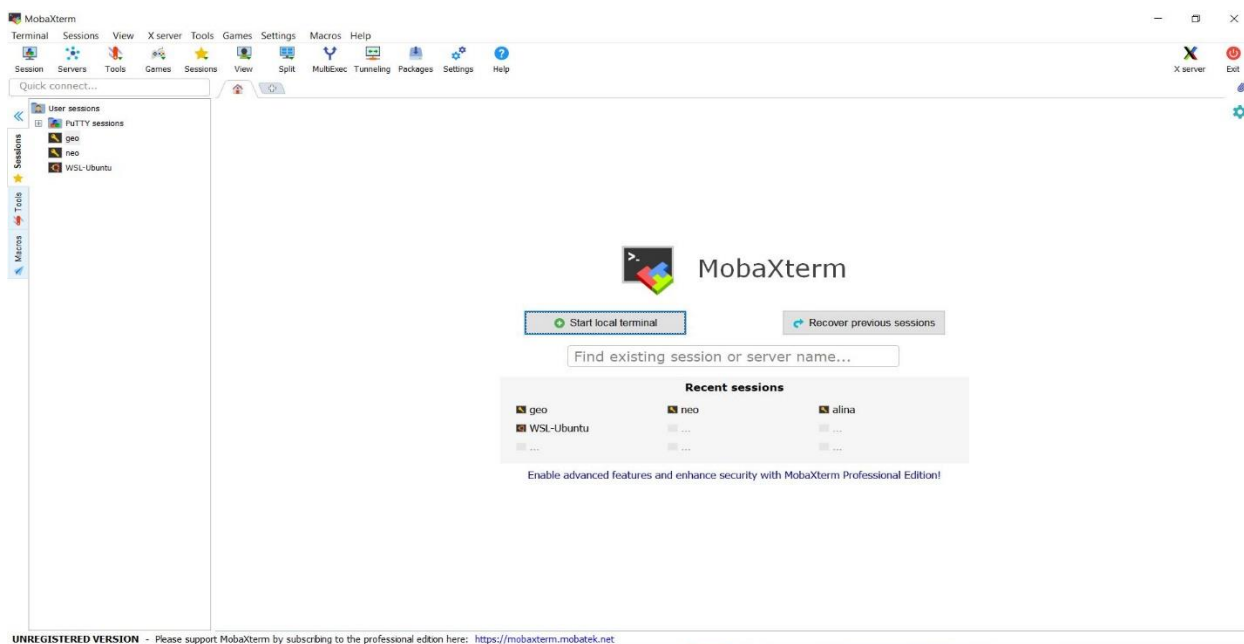 MobaXterm
Terminal Sessions View X server Tools Games Settings Macros Help
Session Servers Tools Games Sessions View Split MultiExec Tunneling Packages Settings Help X server Exit
Quick connect...
User sessions
PuTTY sessions
geo
neo
WSL-Ubuntu
Sessions
Tools
Macros
>_
MobaXterm
Start local terminal Recover previous sessions
Find existing session or server name...
Recent sessions
geo neo alina
WSL-Ubuntu ... ...
... ... ...
Enable advanced features and enhance security with MobaXterm Professional Edition!
UNREGISTERED VERSION - Please support MobaXterm by subscribing to the professional edition here: https://mobaxterm.mobatek.net